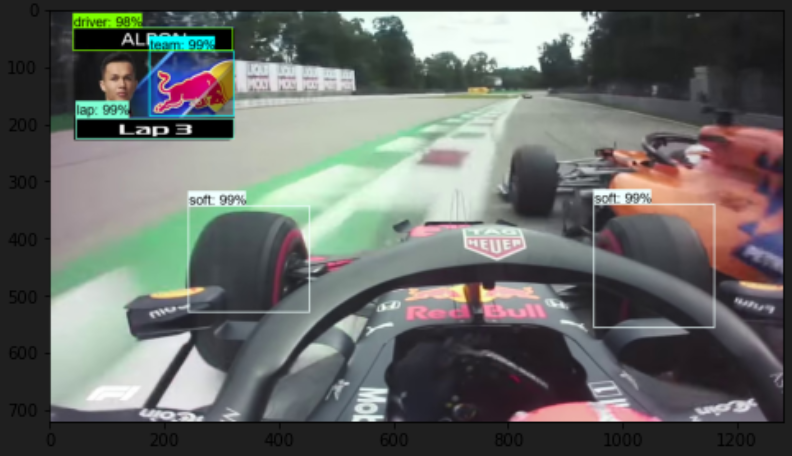 0
100
200
300
400
500
600
700
driver: 98%
ALBON
team: 99%
lap: 99%
Lap 3
soft: 99%
soft: 99%
TAG
HEUER
Red Bull
Mob
F1
0 200 400 600 800 1000 1200